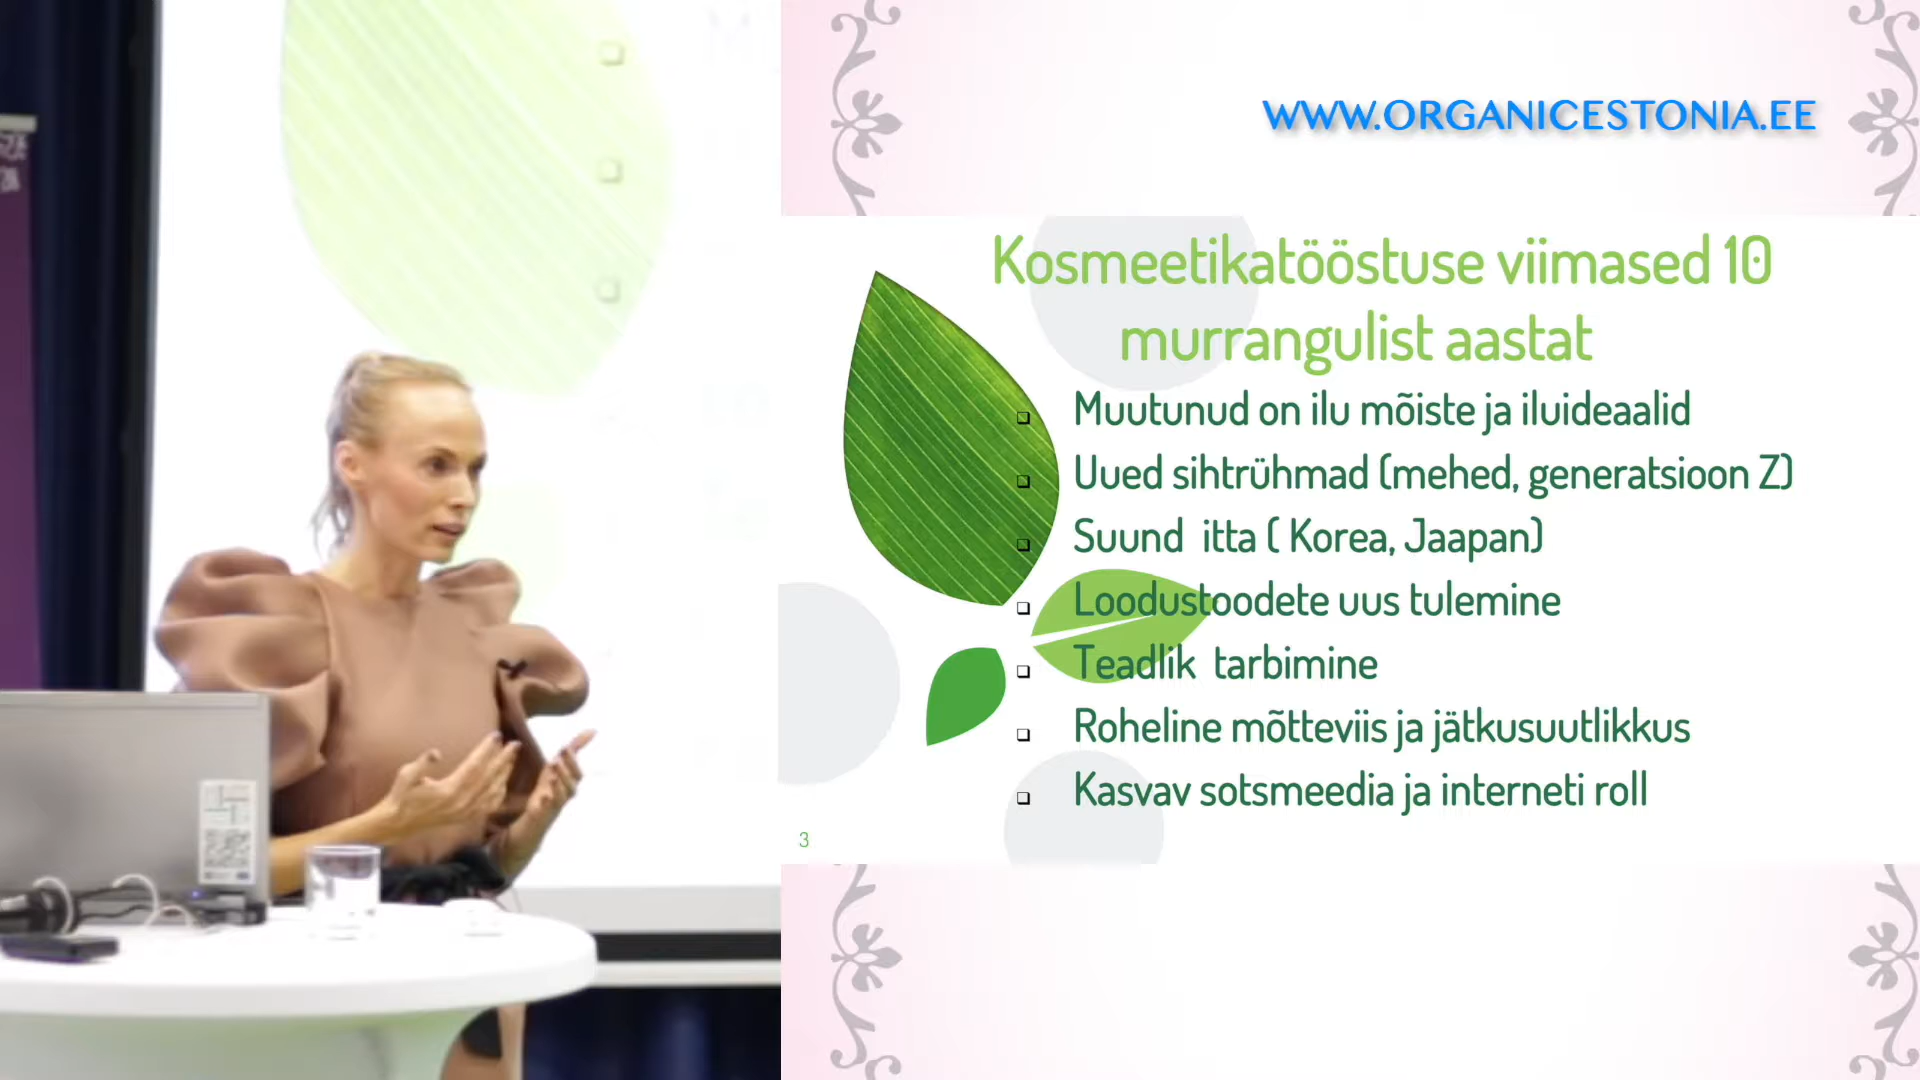 WWW.ORGANICESTONIA.EE
Kosmeetikatööstuse viimased 10
murrangulist aastat
❑ Muutunud on ilu mõiste ja iluideaalid
❑ Uued sihtrühmad (mehed, generatsioon Z)
❑ Suund itta ( Korea, Jaapan)
❑ Loodustoodete uus tulemine
❑ Teadlik tarbimine
❑ Roheline mõtteviis ja jätkusuutlikkus
❑ Kasvav sotsmeedia ja interneti roll
3